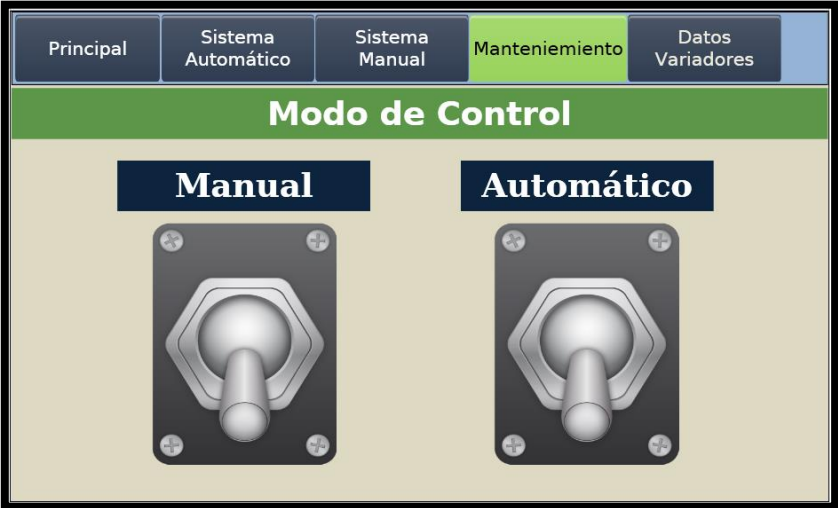 Principal
Sistema
Automático
Sistema
Manual
Manteniemiento
Datos
Variadores
Modo de Control
Manual
Automático